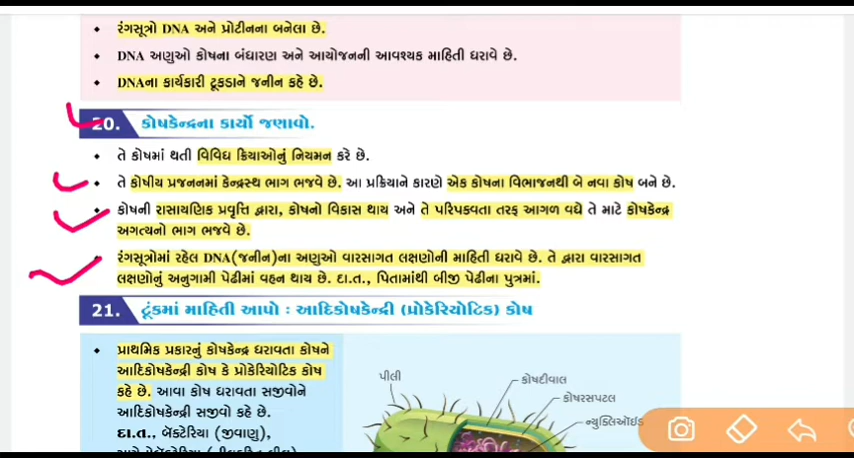 રંગસૂત્રો DNA અને પ્રોટીનના બનેલા છે.
DNA અણુઓ કોષના બંધારણ અને આયોજનની આવશ્યક માહિતી ધરાવે છે.
DNAના કાર્યકારી ટૂકડાને જનીન કહે છે.
20. કોષકેન્દ્રના કાર્યો જણાવો.
તે કોષમાં થતી વિવિધ ક્રિયાઓનું નિયમન કરે છે.
તે કોષીય પ્રજનનમાં કેન્દ્રસ્થ ભાગ ભજવે છે. આ પ્રક્રિયાને કારણે એક કોષના વિભાજનથી બે નવા કોષ બને છે.
કોષની રાસાયણિક પ્રવૃત્તિ દ્વારા, કોષનો વિકાસ થાય અને તે પરિપક્વતા તરફ આગળ વધે તે માટે કોષકેન્દ્ર
અગત્યનો ભાગ ભજવે છે.
રંગસૂત્રોમાં રહેલ DNA(જનીન)ના અણુઓ વારસાગત લક્ષણોની માહિતી ધરાવે છે. તે દ્વારા વારસાગત
લક્ષણોનું અનુગામી પેઢીમાં વહન થાય છે. દા.ત., પિતામાંથી બીજી પેઢીના પુત્રમાં.
21. ટૂંકમાં માહિતી આપો : આદિકોષકેન્દ્રી (પ્રોકેરિયોટિક) કોષ
પ્રાથમિક પ્રકારનું કોષકેન્દ્ર ધરાવતા કોષને
આદિકોષકેન્દ્રી કોષ કે પ્રોકેરિયોટિક કોષ
કહે છે. આવા કોષ ધરાવતા સજીવોને
આદિકોષકેન્દ્રી સજીવો કહે છે.
દા.ત., બૅક્ટેરિયા (જીવાણુ),
પીલી
કોષદીવાલ
કોષરસપટલ
ન્યુક્લિઑઇડ